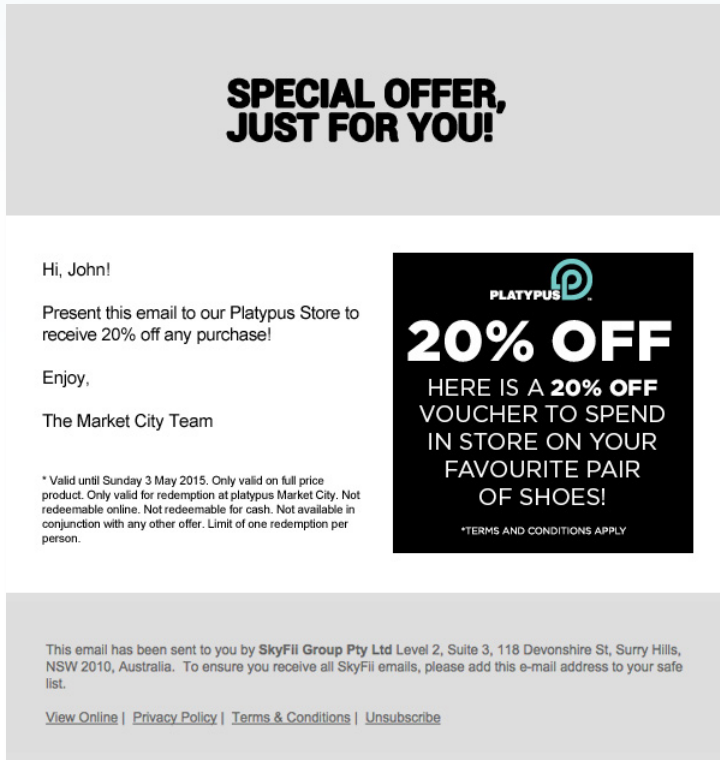 SPECIAL OFFER,
JUST FOR YOU!
Hi, John!
Present this email to our Platypus Store to
receive 20% off any purchase!
Enjoy,
The Market City Team
* Valid until Sunday 3 May 2015. Only valid on full price
product. Only valid for redemption at platypus Market City. Not
redeemable online. Not redeemable for cash. Not available in
conjunction with any other offer. Limit of one redemption per
person.
PLATYPUS
20% OFF
HERE IS A 20% OFF
VOUCHER TO SPEND
IN STORE ON YOUR
FAVOURITE PAIR
OF SHOES!
*TERMS AND CONDITIONS APPLY
This email has been sent to you by SkyFii Group Pty Ltd Level 2, Suite 3, 118 Devonshire St, Surry Hills,
NSW 2010, Australia.  To ensure you receive all SkyFii emails, please add this e-mail address to your safe
list.
View Online | Privacy Policy | Terms & Conditions | Unsubscribe